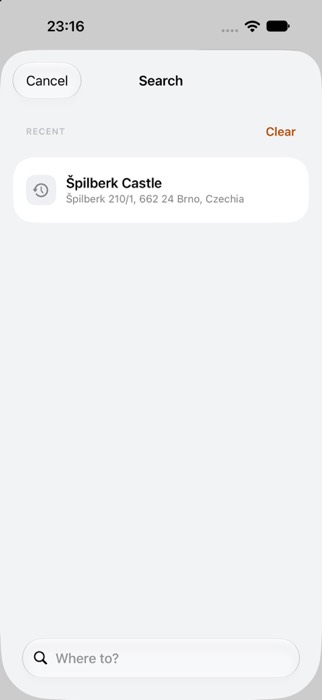 23:16
Cancel
Search
RECENT
Clear
Špilberk Castle
Špilberk 210/1, 662 24 Brno, Czechia
Where to?